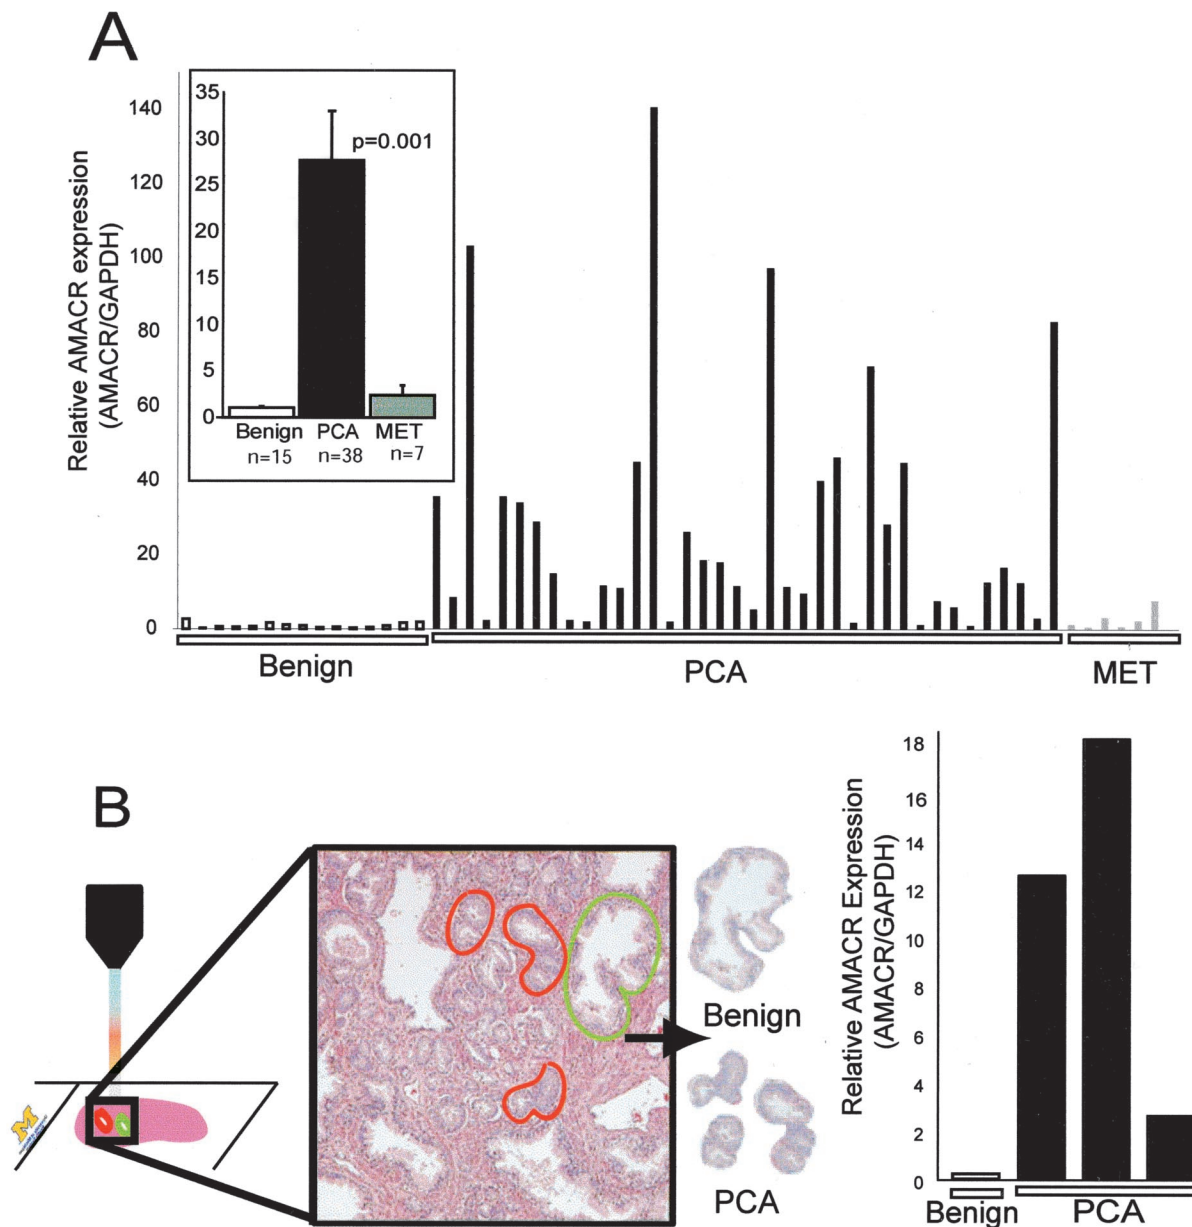 A
Relative AMACR expression
(AMACR/GAPDH)
140
120
100
80
60
40
20
0
35
30
25
20
15
10
5
0
p=0.001
Benign PCA MET
n=15 n=38 n=7
Benign PCA MET
B
M
Benign
PCA
Relative AMACR Expression
(AMACR/GAPDH)
18
16
14
12
10
8
6
4
2
0
Benign PCA